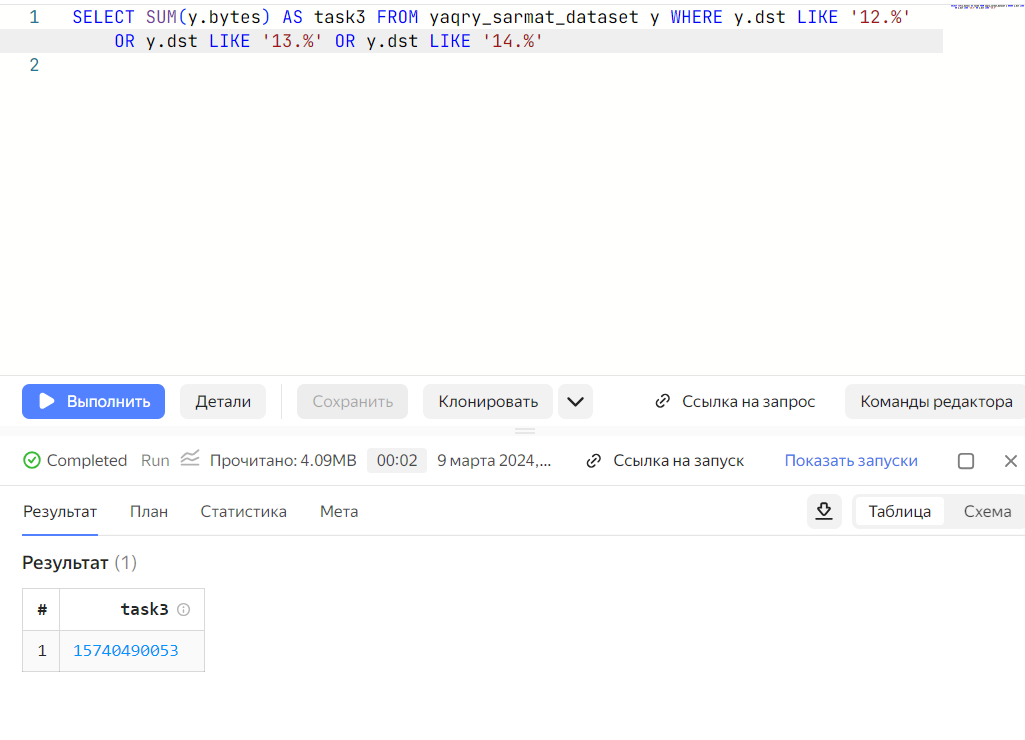 1 SELECT SUM(y.bytes) AS task3 FROM yaqry_sarmat_dataset y WHERE y.dst LIKE '12.%'
OR y.dst LIKE '13.%' OR y.dst LIKE '14.%'
2
Выполнить Детали Сохранить Клонировать Ссылка на запрос Команды редактора
Completed Run Прочитано: 4.09MB 00:02 9 марта 2024,... Ссылка на запуск Показать запуски
Результат План Статистика Мета Таблица Схема
Результат (1)
# task3
1 15740490053